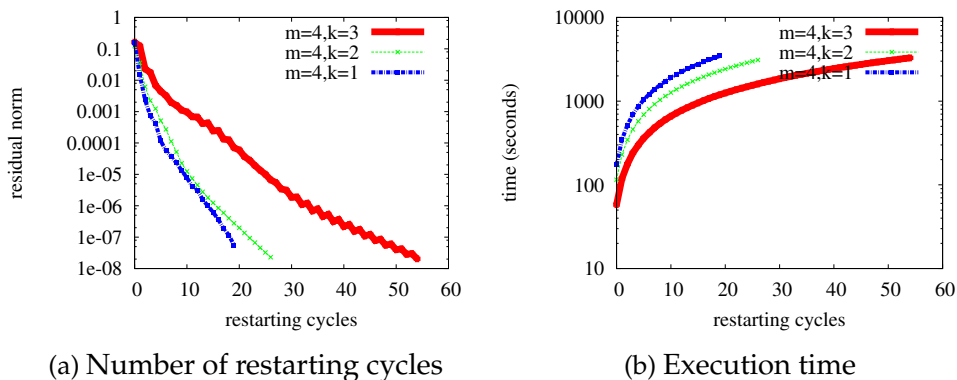 m=4,k=3
m=4,k=2
m=4,k=1
1
0.1
0.01
0.001
0.0001
1e-05
1e-06
1e-07
1e-08
residual norm
0 10 20 30 40 50 60
restarting cycles
(a) Number of restarting cycles
m=4,k=3
m=4,k=2
m=4,k=1
10000
1000
100
10
time (seconds)
0 10 20 30 40 50 60
restarting cycles
(b) Execution time